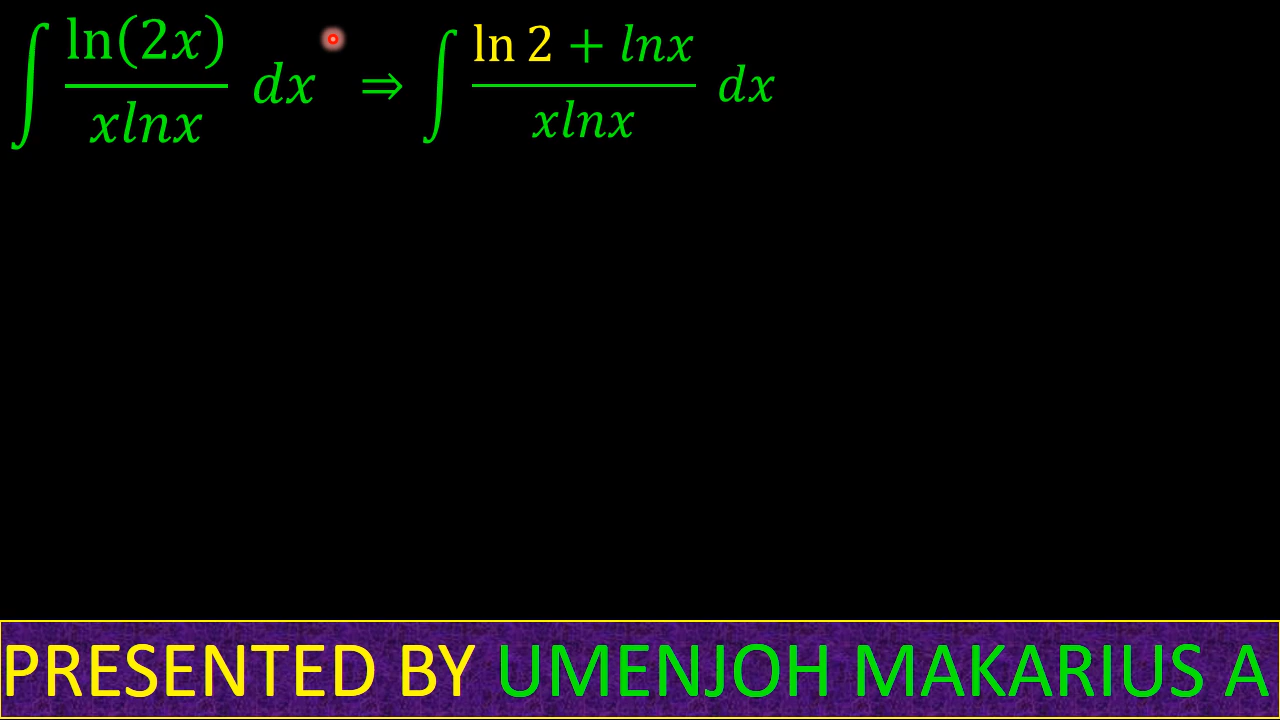 ∫ ln(2x)/xlnx dx ⇒ ∫ ln 2 + lnx/xlnx dx
PRESENTED BY UMENJOH MAKARIUS A